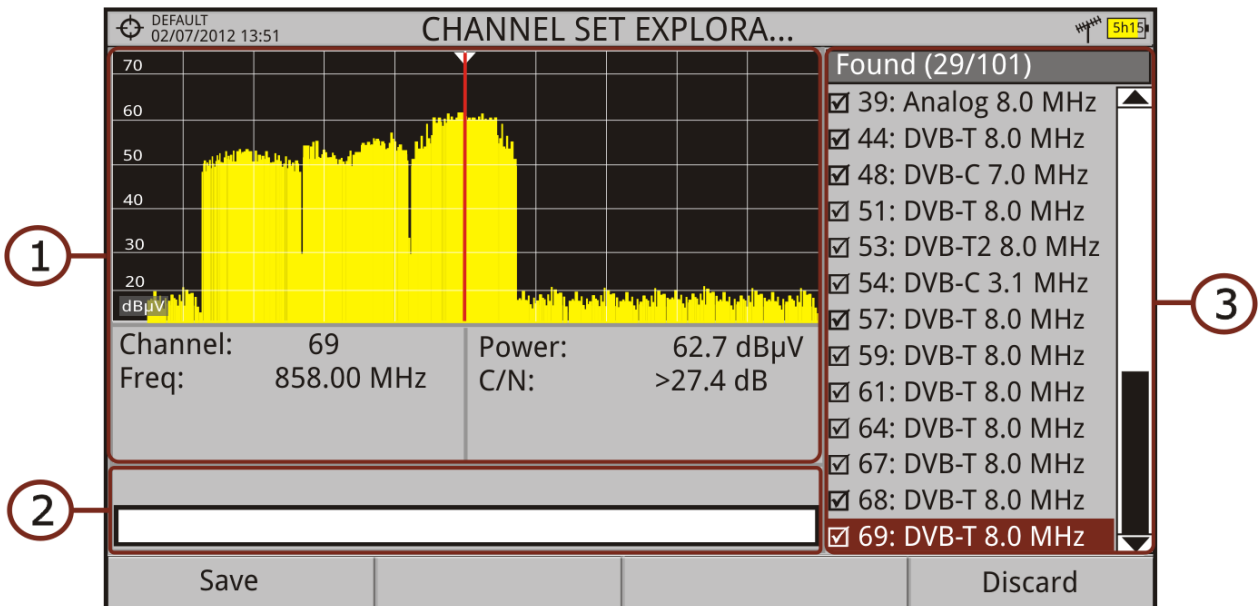 DEFAULT
02/07/2012 13:51
CHANNEL SET EXPLORA...
5h15
70
60
50
40
30
20
dBµV
Channel: 69
Freq: 858.00 MHz
Power: 62.7 dBµV
C/N: >27.4 dB
Found (29/101)
39: Analog 8.0 MHz
44: DVB-T 8.0 MHz
48: DVB-C 7.0 MHz
51: DVB-T 8.0 MHz
53: DVB-T2 8.0 MHz
54: DVB-C 3.1 MHz
57: DVB-T 8.0 MHz
59: DVB-T 8.0 MHz
61: DVB-T 8.0 MHz
64: DVB-T 8.0 MHz
67: DVB-T 8.0 MHz
68: DVB-T 8.0 MHz
69: DVB-T 8.0 MHz
Save
Discard
1
2
3